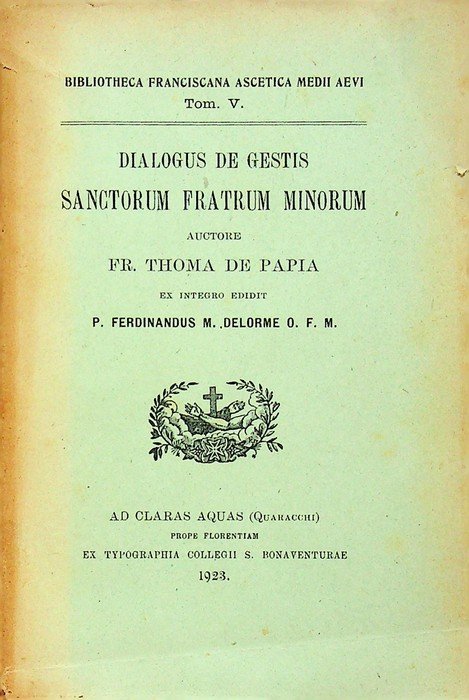 BIBLIOTHECA FRANCISCANA ASCETICA MEDII AEVI
Tom. V.
DIALOGUS DE GESTIS
SANCTORUM FRATRUM MINORUM
AUCTORE
FR. THOMA DE PAPIA
EX INTEGRO EDIDIT
P. FERDINANDUS M. DELORME O. F. M.
AD CLARAS AQUAS (QUARACCHI)
PROPE FLORENTIAM
EX TYPOGRAPHIA COLLEGII S. BONAVENTURAE
1923.